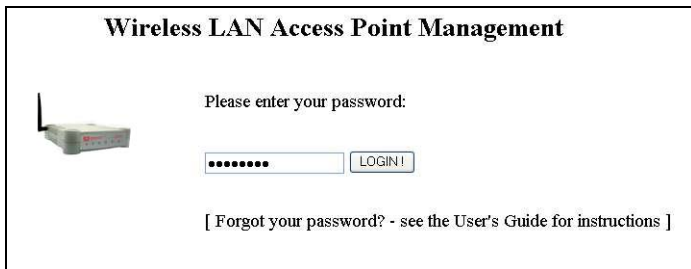 Wireless LAN Access Point Management
Please enter your password:
●●●●●●●●
LOGIN !
[ Forgot your password? - see the User's Guide for instructions ]